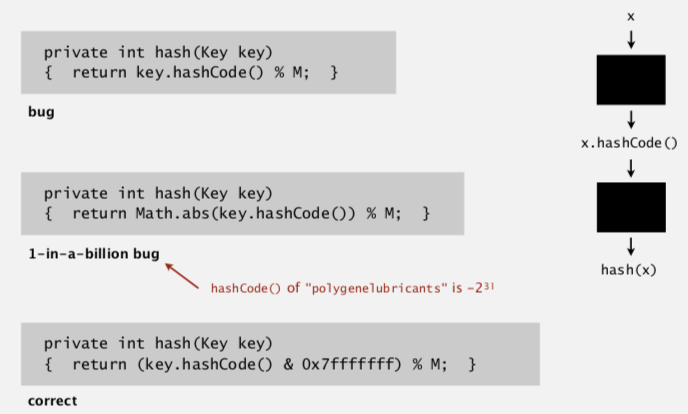 private int hash(Key key)
{  return key.hashCode() % M;  }
bug
private int hash(Key key)
{  return Math.abs(key.hashCode()) % M;  }
1-in-a-billion bug
hashCode() of "polygenelubricants" is -2³¹
private int hash(Key key)
{  return (key.hashCode() & 0x7fffffff) % M;  }
correct
x
x.hashCode()
hash(x)